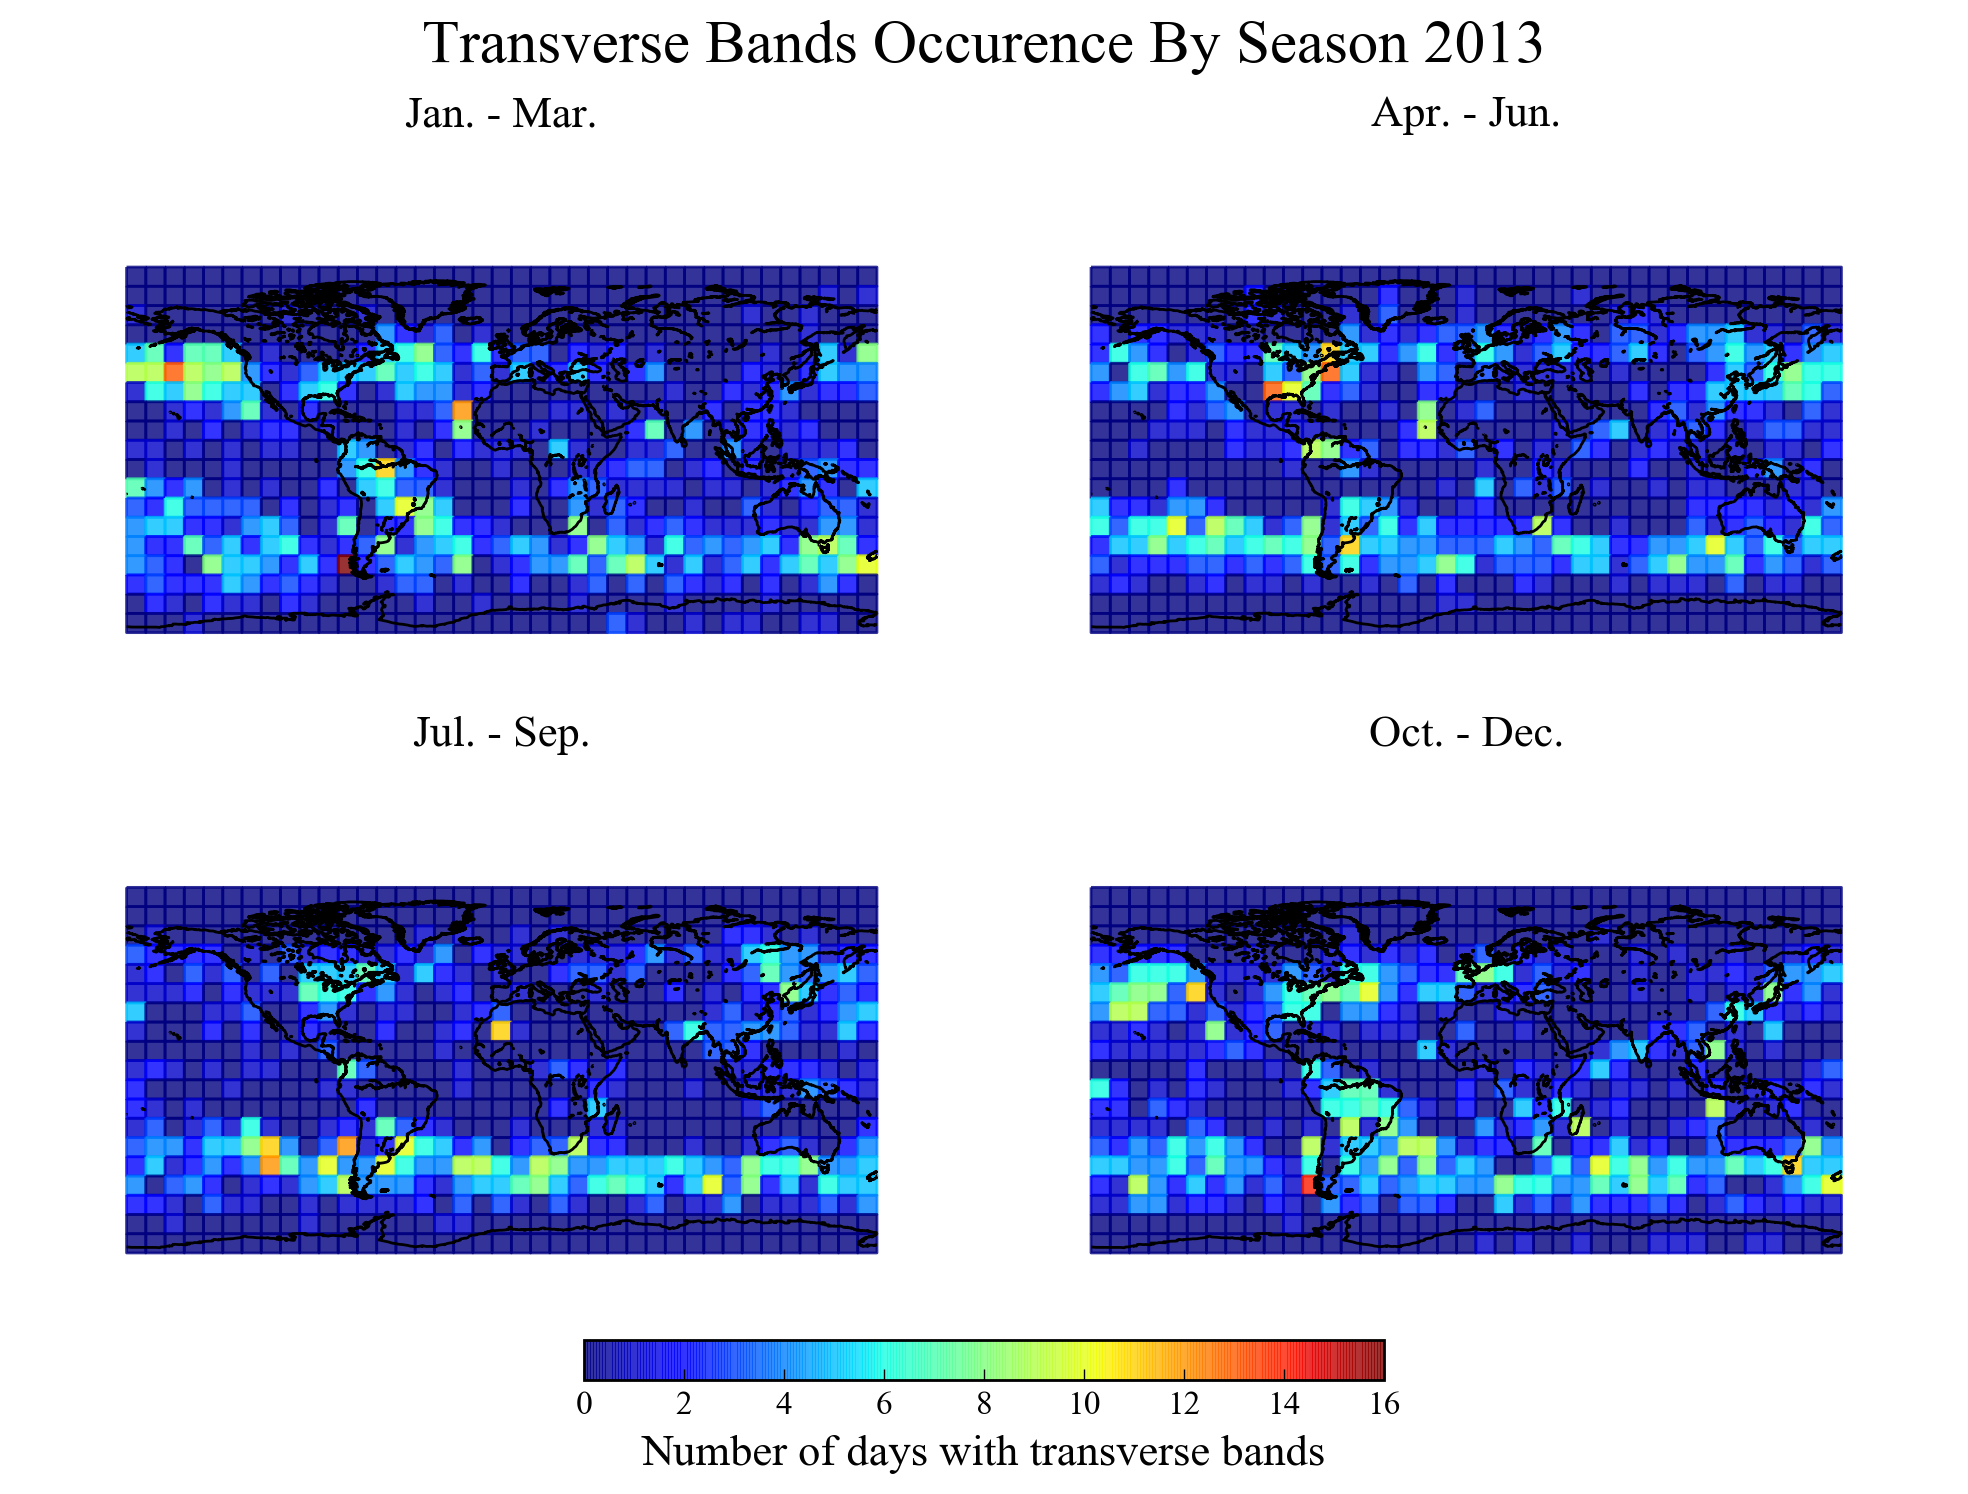 Transverse Bands Occurence By Season 2013
Jan. - Mar.
Apr. - Jun.
Jul. - Sep.
Oct. - Dec.
0 2 4 6 8 10 12 14 16
Number of days with transverse bands